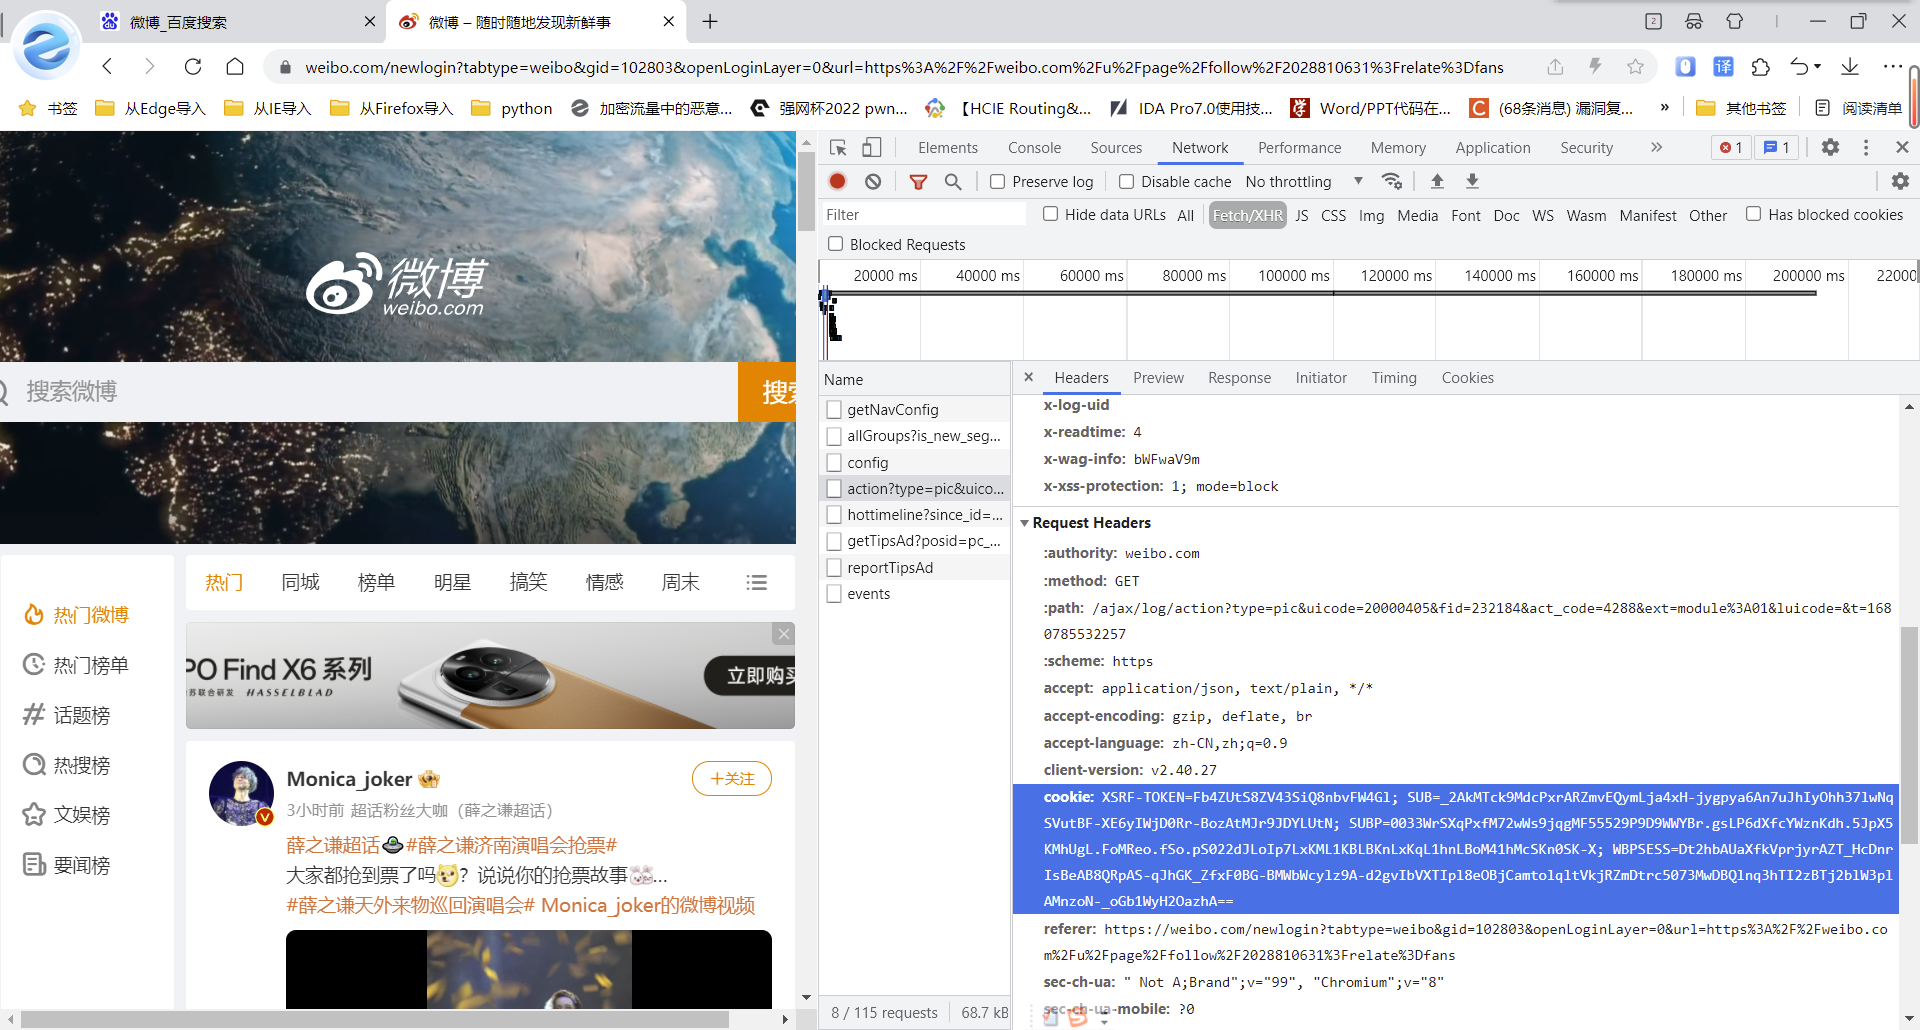 微博_百度搜索
微博 – 随时随地发现新鲜事
2
weibo.com/newlogin?tabtype=weibo&gid=102803&openLoginLayer=0&url=https%3A%2F%2Fweibo.com%2Fu%2Fpage%2Ffollow%2F2028810631%3Frelate%3Dfans
译
书签 从Edge导入 从IE导入 从Firefox导入 python 加密流量中的恶意... 强网杯2022 pwn... 【HCIE Routing&... IDA Pro7.0使用技... Word/PPT代码在... (68条消息) 漏洞复... » 其他书签 阅读清单
微博
weibo.com
搜索微博
搜索
热门 同城 榜单 明星 搞笑 情感 周末
热门微博
热门榜单
话题榜
热搜榜
文娱榜
要闻榜
PO Find X6 系列
苏联合研发 HASSELBLAD
立即购买
Monica_joker
+关注
3小时前 超话粉丝大咖（薛之谦超话）
薛之谦超话#薛之谦济南演唱会抢票#
大家都抢到票了吗？说说你的抢票故事...
#薛之谦天外来物巡回演唱会# Monica_joker的微博视频
Elements Console Sources Network Performance Memory Application Security » 1 1
Preserve log Disable cache No throttling
Filter Hide data URLs All Fetch/XHR JS CSS Img Media Font Doc WS Wasm Manifest Other Has blocked cookies
Blocked Requests
20000 ms 40000 ms 60000 ms 80000 ms 100000 ms 120000 ms 140000 ms 160000 ms 180000 ms 200000 ms 22000
Name
getNavConfig
allGroups?is_new_seg...
config
action?type=pic&uico...
hottimeline?since_id=...
getTipsAd?posid=pc_...
reportTipsAd
events
8 / 115 requests 68.7 kB
Headers Preview Response Initiator Timing Cookies
x-log-uid
x-readtime: 4
x-wag-info: bWFwaV9m
x-xss-protection: 1; mode=block
Request Headers
:authority: weibo.com
:method: GET
:path: /ajax/log/action?type=pic&uicode=20000405&fid=232184&act_code=4288&ext=module%3A01&luicode=&t=168
0785532257
:scheme: https
accept: application/json, text/plain, */*
accept-encoding: gzip, deflate, br
accept-language: zh-CN,zh;q=0.9
client-version: v2.40.27
cookie: XSRF-TOKEN=Fb4ZUtS8ZV43SiQ8nbvFW4Gl; SUB=_2AkMTck9MdcPxrARZmvEQymLja4xH-jygpya6An7uJhIyOhh37lwNq
SVutBF-XE6yIWjD0Rr-BozAtMJr9JDYLUtN; SUBP=0033WrSXqPxfM72wWs9jqgMF55529P9D9WWYBr.gsLP6dXfcYWznKdh.5JpX5
KMhUgL.FoMReo.fSo.pS022dJLoIp7LxKML1KBLBKnLxKqL1hnLBoM41hMcSKn0SK-X; WBPSESS=Dt2hbAUaXfkVprjyrAZT_HcDnr
IsBeAB8QRpAS-qJhGK_ZfxF0BG-BMWbWcylz9A-d2gvIbVXTIpl8eOBjCamtolqltVkjRZmDtrc5073MwDBQlnq3hTI2zBTj2blW3pl
AMnzoN-_oGb1WyH2OazhA==
referer: https://weibo.com/newlogin?tabtype=weibo&gid=102803&openLoginLayer=0&url=https%3A%2F%2Fweibo.co
m%2Fu%2Fpage%2Ffollow%2F2028810631%3Frelate%3Dfans
sec-ch-ua: " Not A;Brand";v="99", "Chromium";v="8"
sec-ch-ua-mobile: ?0